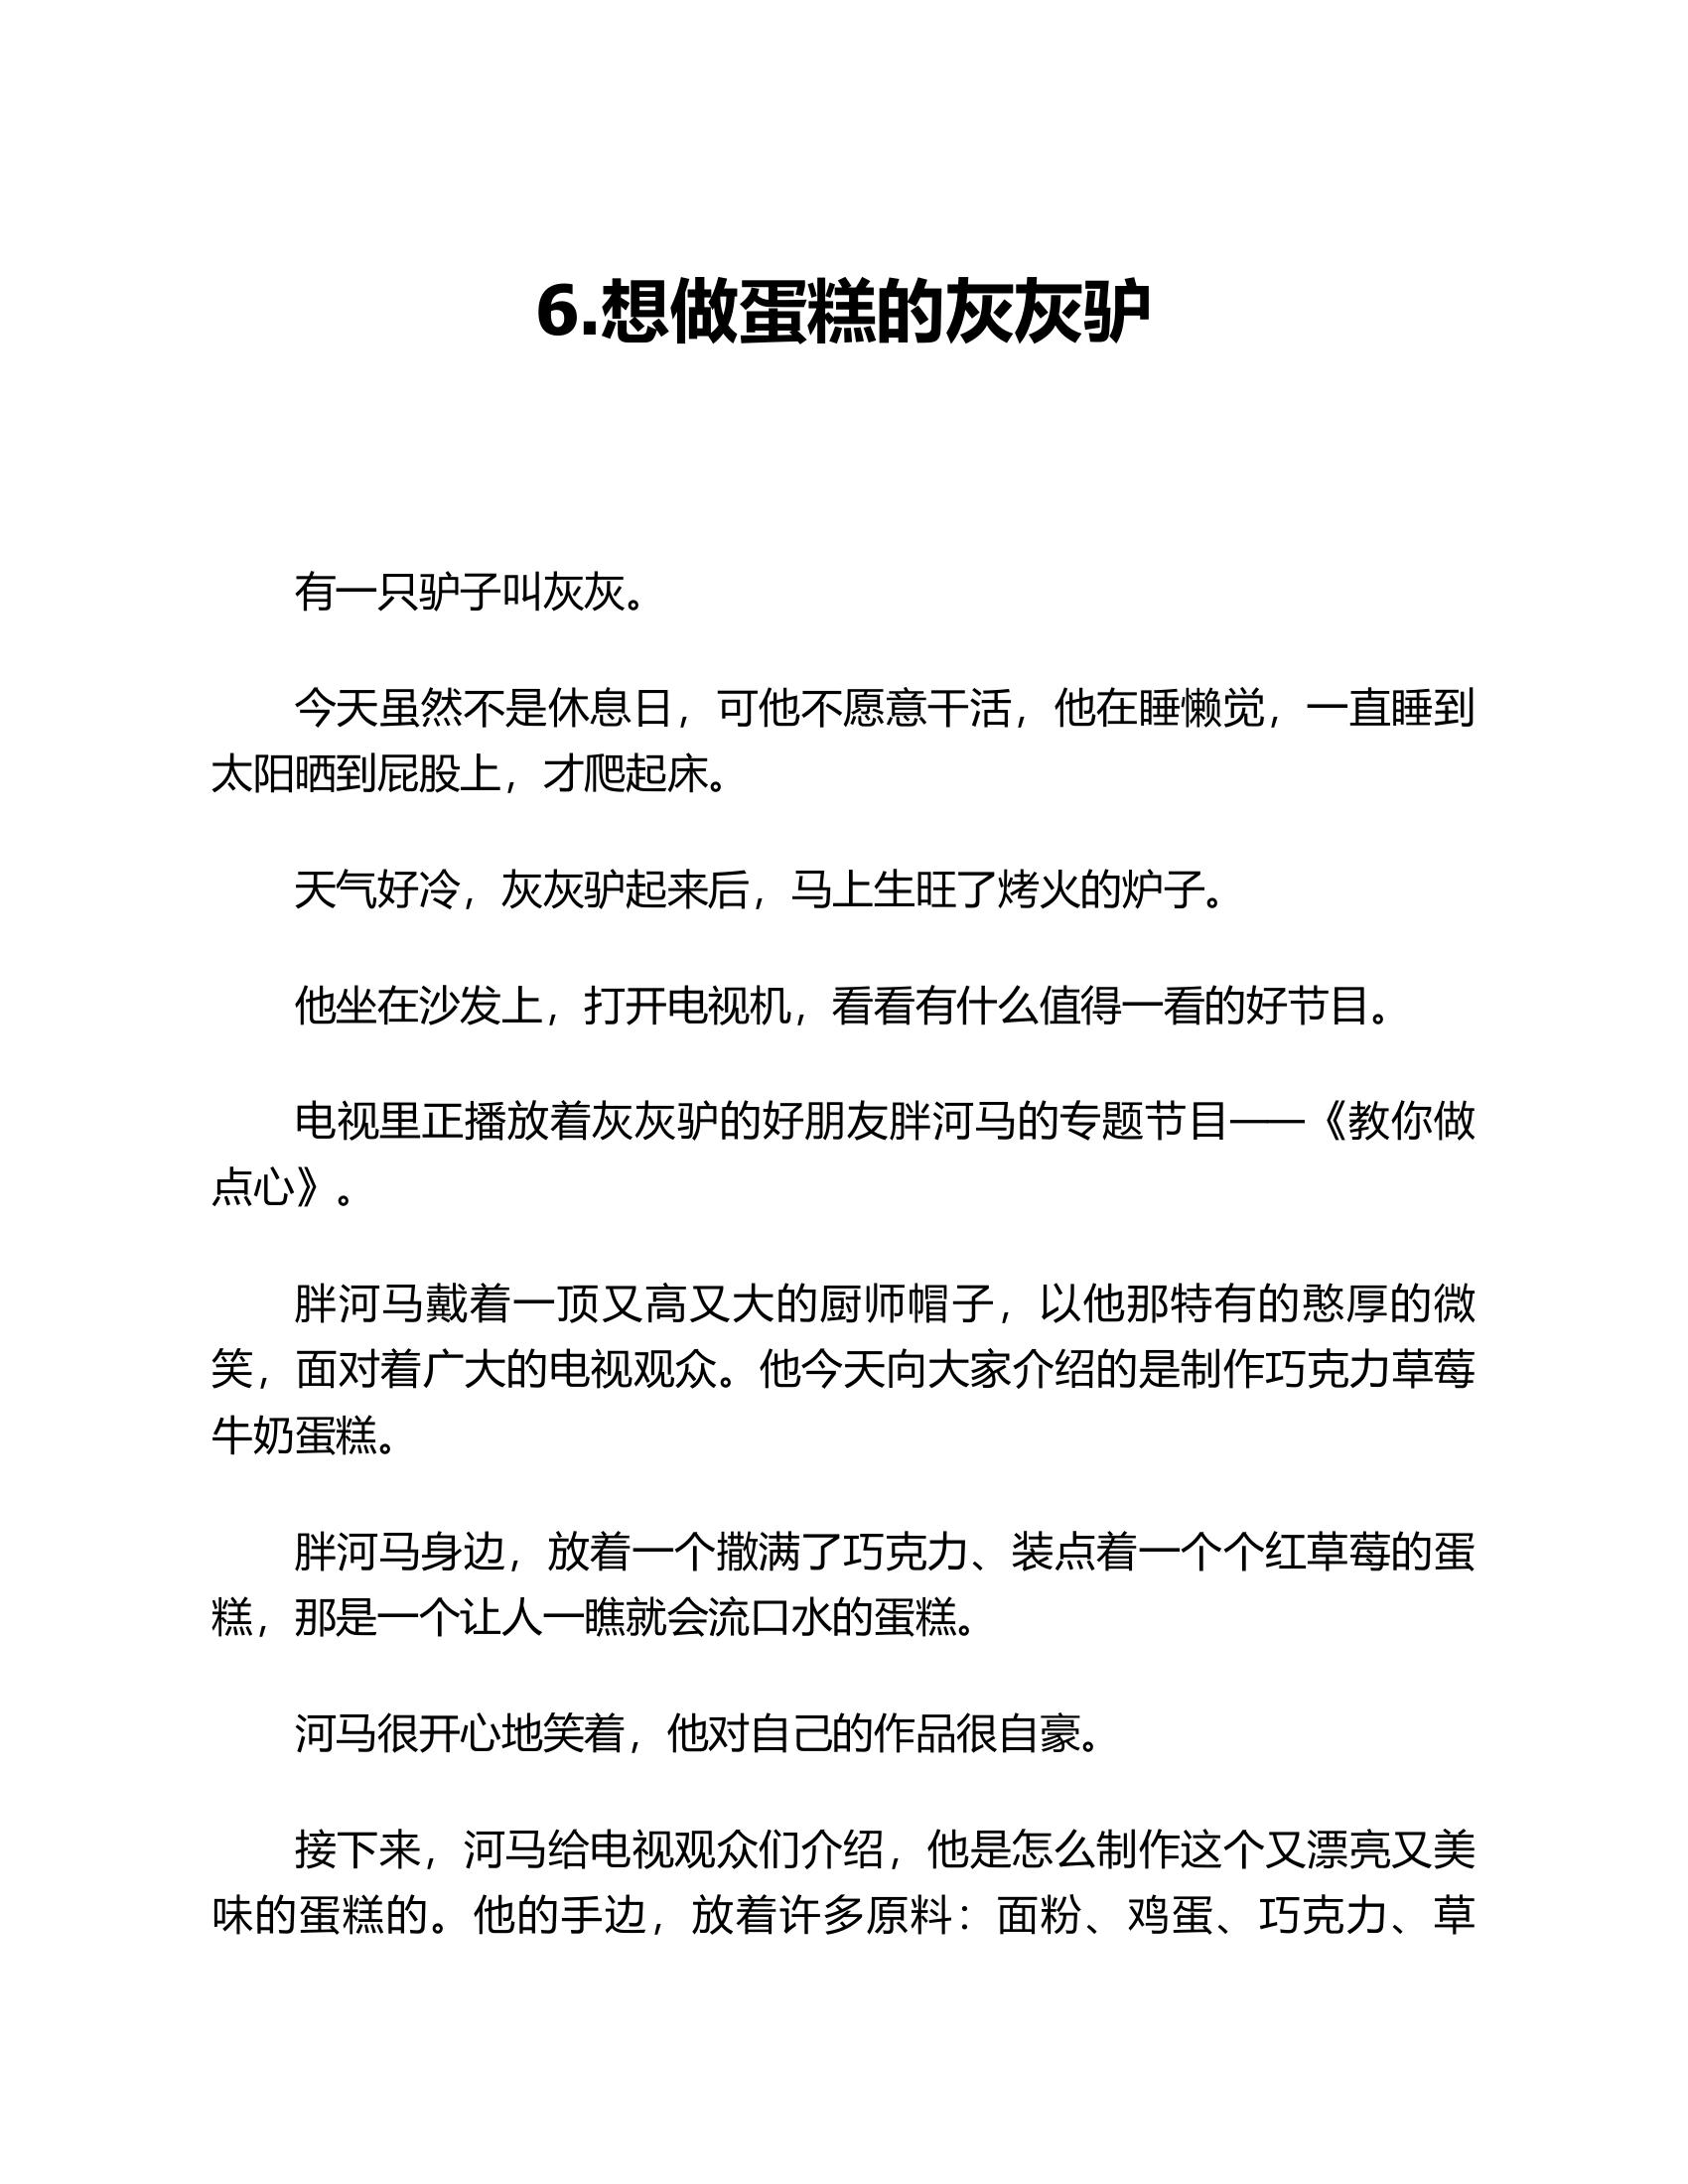 6.想做蛋糕的灰灰驴
有一只驴子叫灰灰。
今天虽然不是休息日，可他不愿意干活，他在睡懒觉，一直睡到
太阳晒到屁股上，才爬起床。
天气好冷，灰灰驴起来后，马上生旺了烤火的炉子。
他坐在沙发上，打开电视机，看看有什么值得一看的好节目。
电视里正播放着灰灰驴的好朋友胖河马的专题节目——《教你做
点心》。
胖河马戴着一顶又高又大的厨师帽子，以他那特有的憨厚的微
笑，面对着广大的电视观众。他今天向大家介绍的是制作巧克力草莓
牛奶蛋糕。
胖河马身边，放着一个撒满了巧克力、装点着一个个红草莓的蛋
糕，那是一个让人一瞧就会流口水的蛋糕。
河马很开心地笑着，他对自己的作品很自豪。
接下来，河马给电视观众们介绍，他是怎么制作这个又漂亮又美
味的蛋糕的。他的手边，放着许多原料：面粉、鸡蛋、巧克力、草